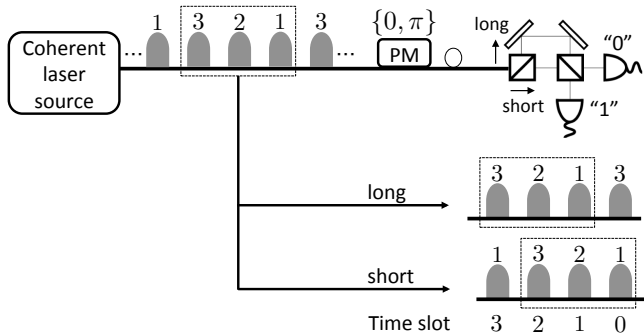 1 3 2 1 3
Coherent laser source
... ...
{0, π}
PM
long
short
"0"
"1"
long
3 2 1 3
short
1 3 2 1
Time slot 3 2 1 0